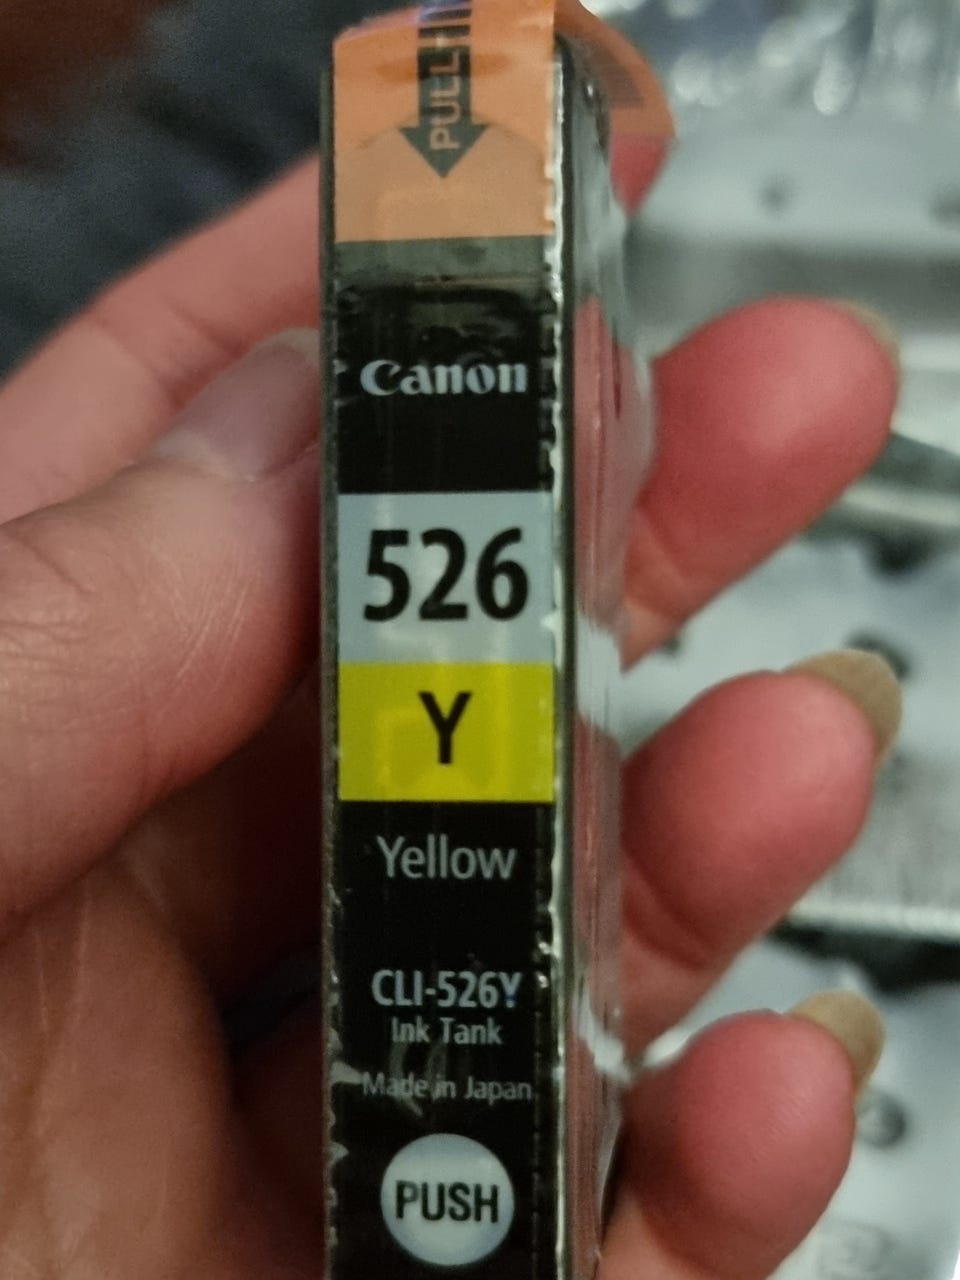 PULL
Canon
526
Y
Yellow
CLI-526Y
Ink Tank
Made in Japan
PUSH